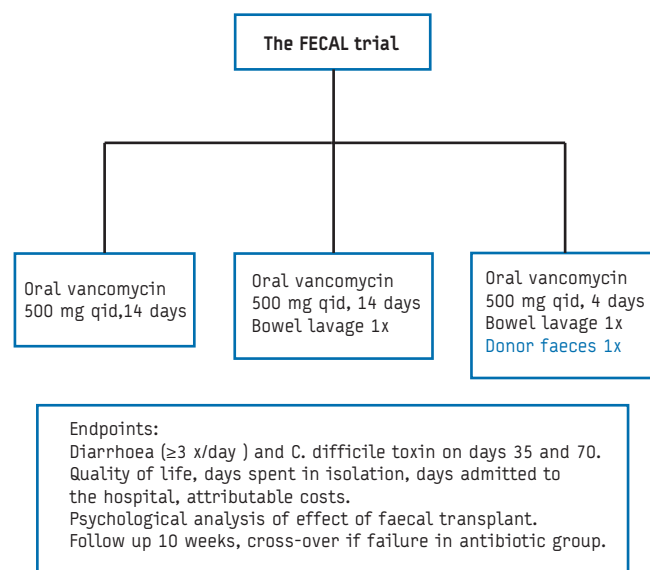 The FECAL trial
Oral vancomycin
500 mg qid,14 days
Oral vancomycin
500 mg qid, 14 days
Bowel lavage 1x
Oral vancomycin
500 mg qid, 4 days
Bowel lavage 1x
Donor faeces 1x
Endpoints:
Diarrhoea (≥3 x/day ) and C. difficile toxin on days 35 and 70.
Quality of life, days spent in isolation, days admitted to
the hospital, attributable costs.
Psychological analysis of effect of faecal transplant.
Follow up 10 weeks, cross-over if failure in antibiotic group.